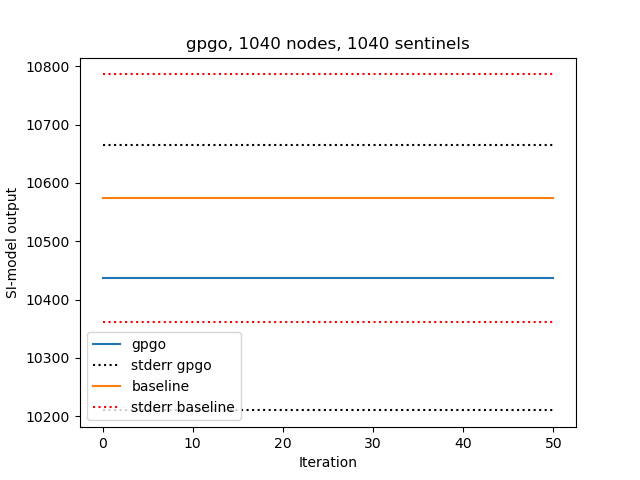 gpgo, 1040 nodes, 1040 sentinels
10800
10700
10600
10500
10400
10300
10200
SI-model output
gpgo
stderr gpgo
baseline
stderr baseline
0 10 20 30 40 50
Iteration